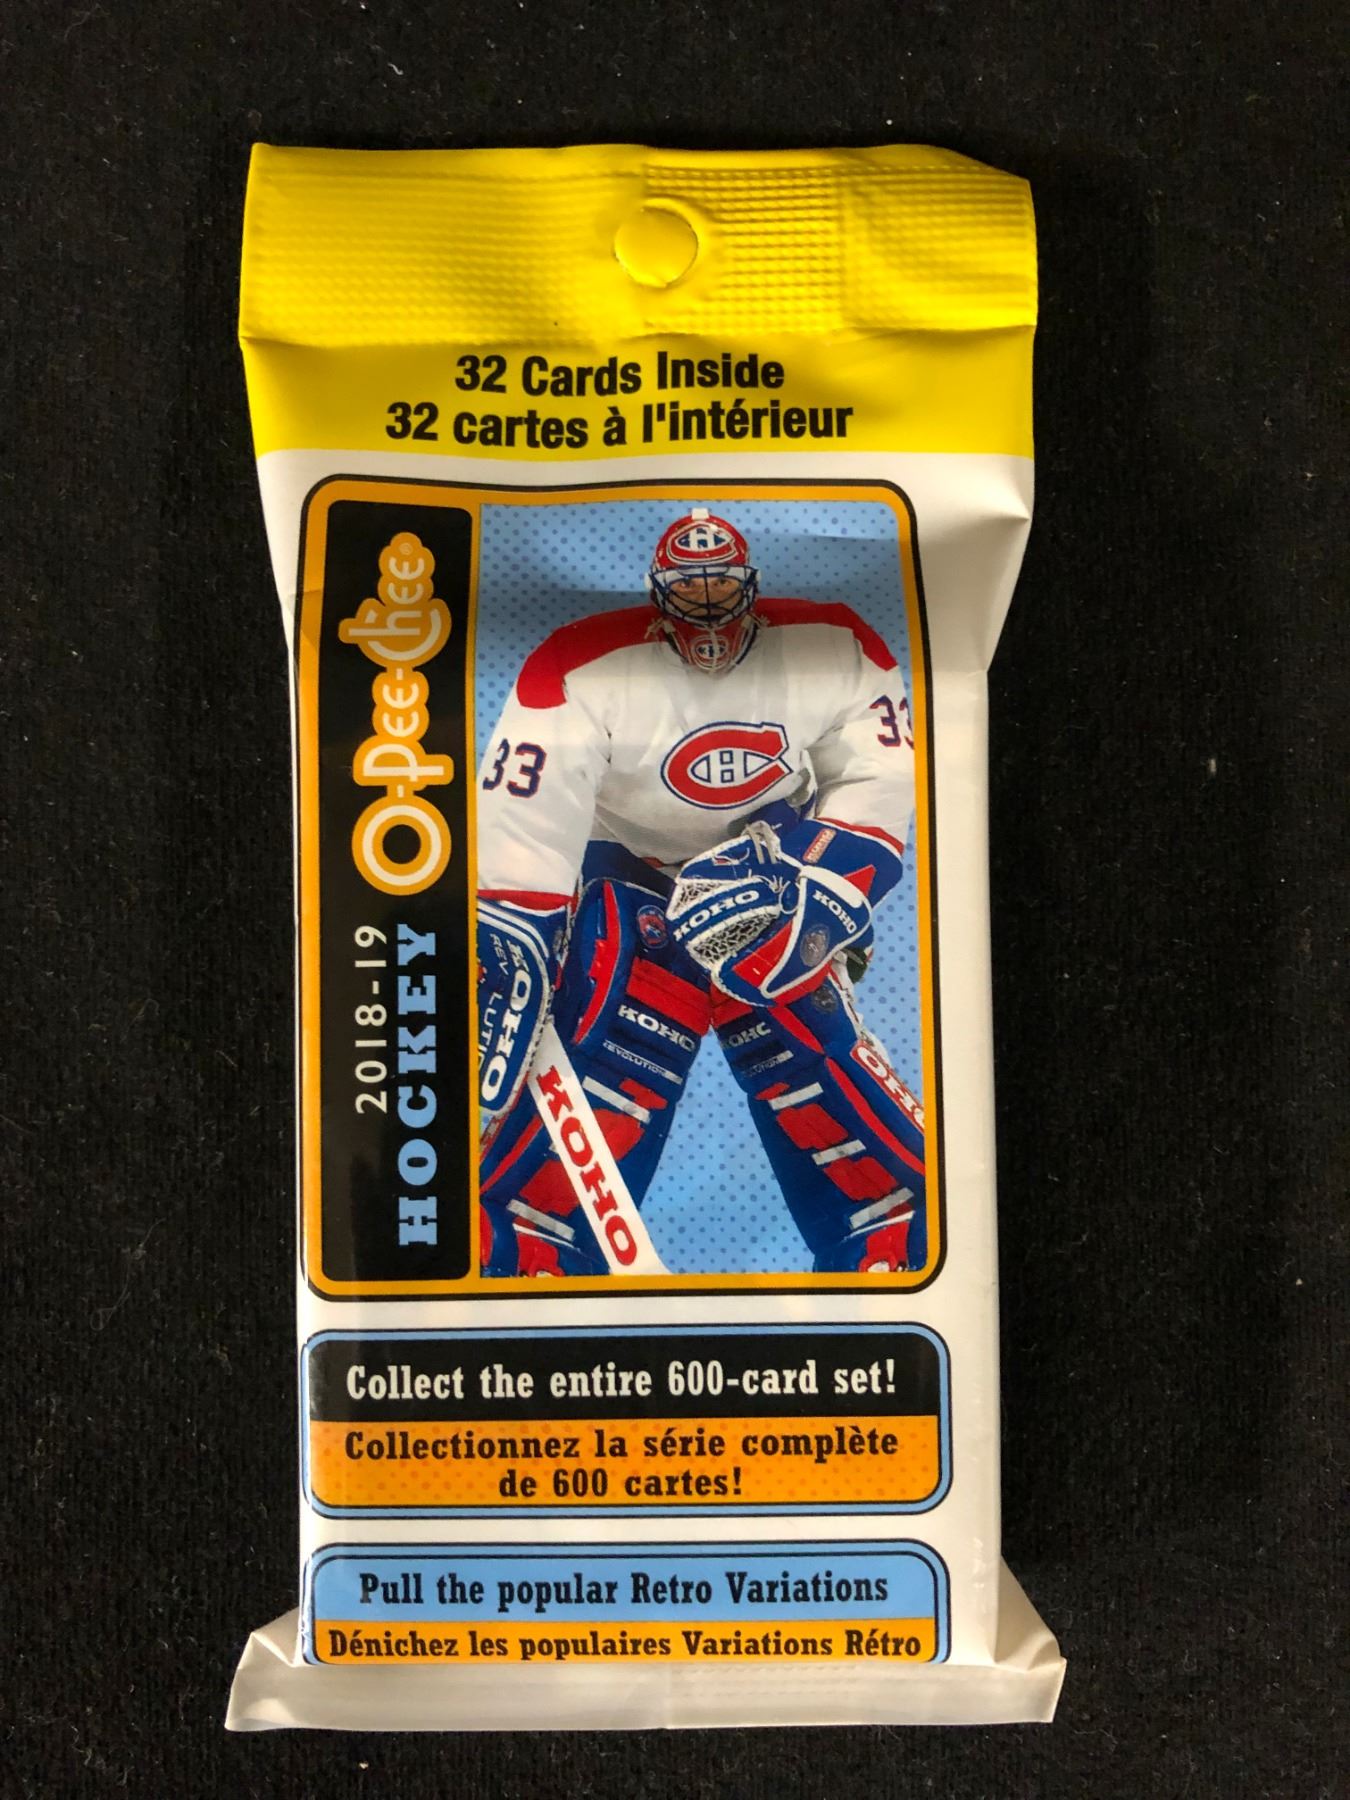 32 Cards Inside
32 cartes à l'intérieur
O-Pee-Chee®
2018-19
HOCKEY
33
33
33
KOHO
KOHO
KOHO
KOHO
REVOLUTION
KOHO
Collect the entire 600-card set!
Collectionnez la série complète
de 600 cartes!
Pull the popular Retro Variations
Dénichez les populaires Variations Rétro